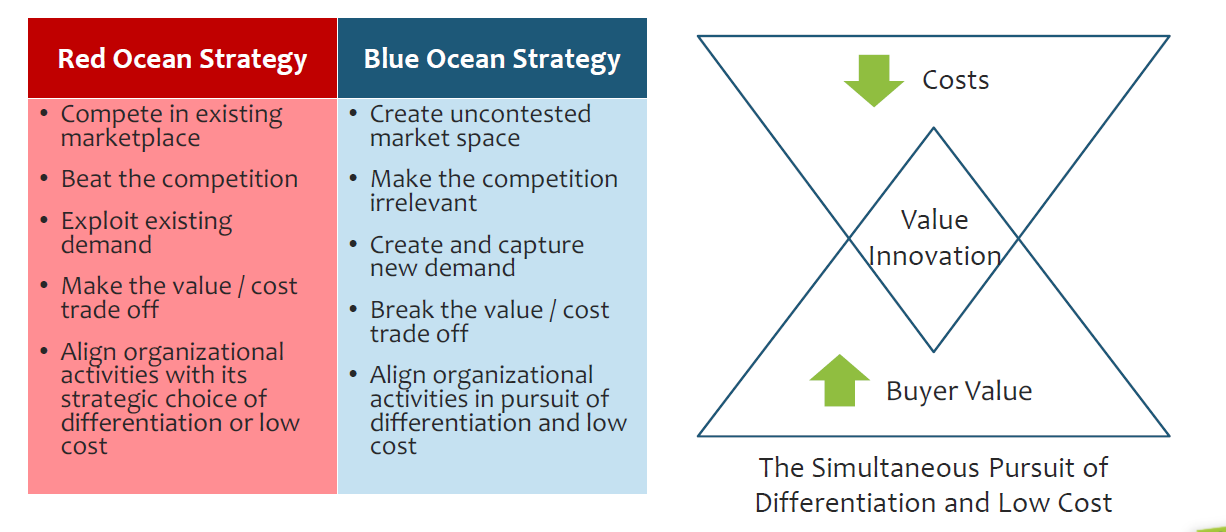 Red Ocean Strategy
• Compete in existing
marketplace
• Beat the competition
• Exploit existing
demand
• Make the value / cost
trade off
• Align organizational
activities with its
strategic choice of
differentiation or low
cost
Blue Ocean Strategy
• Create uncontested
market space
• Make the competition
irrelevant
• Create and capture
new demand
• Break the value / cost
trade off
• Align organizational
activities in pursuit of
differentiation and low
cost
Costs
Value
Innovation
Buyer Value
The Simultaneous Pursuit of
Differentiation and Low Cost